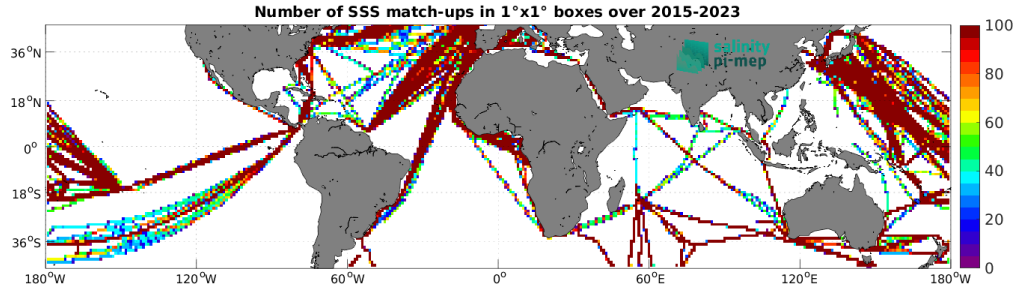 Number of SSS match-ups in 1°x1° boxes over 2015-2023
36°N
18°N
0°
18°S
36°S
180°W
120°W
60°W
0°
60°E
120°E
180°W
salinity
pi-mep
100
80
60
40
20
0